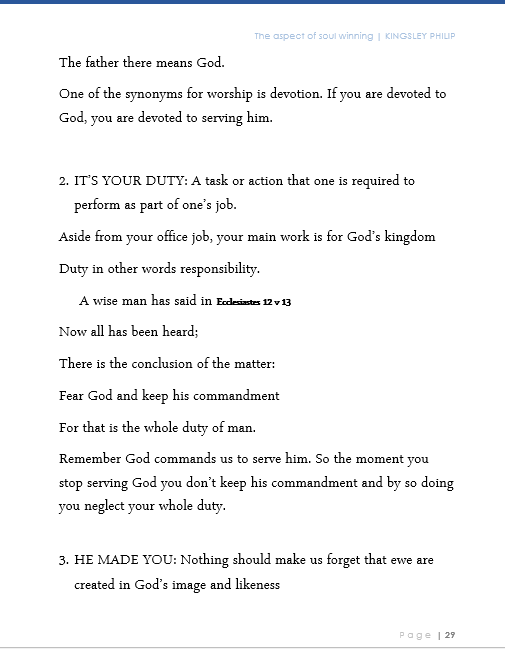 The aspect of soul winning | KINGSLEY PHILIP
The father there means God.
One of the synonyms for worship is devotion. If you are devoted to
God, you are devoted to serving him.
2. IT'S YOUR DUTY: A task or action that one is required to
perform as part of one's job.
Aside from your office job, your main work is for God's kingdom
Duty in other words responsibility.
A wise man has said in Ecclesiastes 12 v 13
Now all has been heard;
There is the conclusion of the matter:
Fear God and keep his commandment
For that is the whole duty of man.
Remember God commands us to serve him. So the moment you
stop serving God you don't keep his commandment and by so doing
you neglect your whole duty.
3. HE MADE YOU: Nothing should make us forget that ewe are
created in God's image and likeness
Page | 29